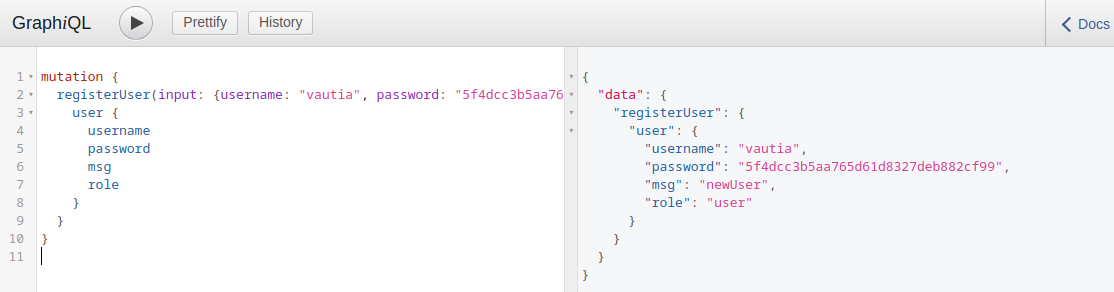 GraphiQL Prettify History Docs
1 mutation {
2 registerUser(input: {username: "vautia", password: "5f4dcc3b5aa76
3 user {
4 username
5 password
6 msg
7 role
8 }
9 }
10 }
11
{
"data": {
"registerUser": {
"user": {
"username": "vautia",
"password": "5f4dcc3b5aa765d61d8327deb882cf99",
"msg": "newUser",
"role": "user"
}
}
}
}